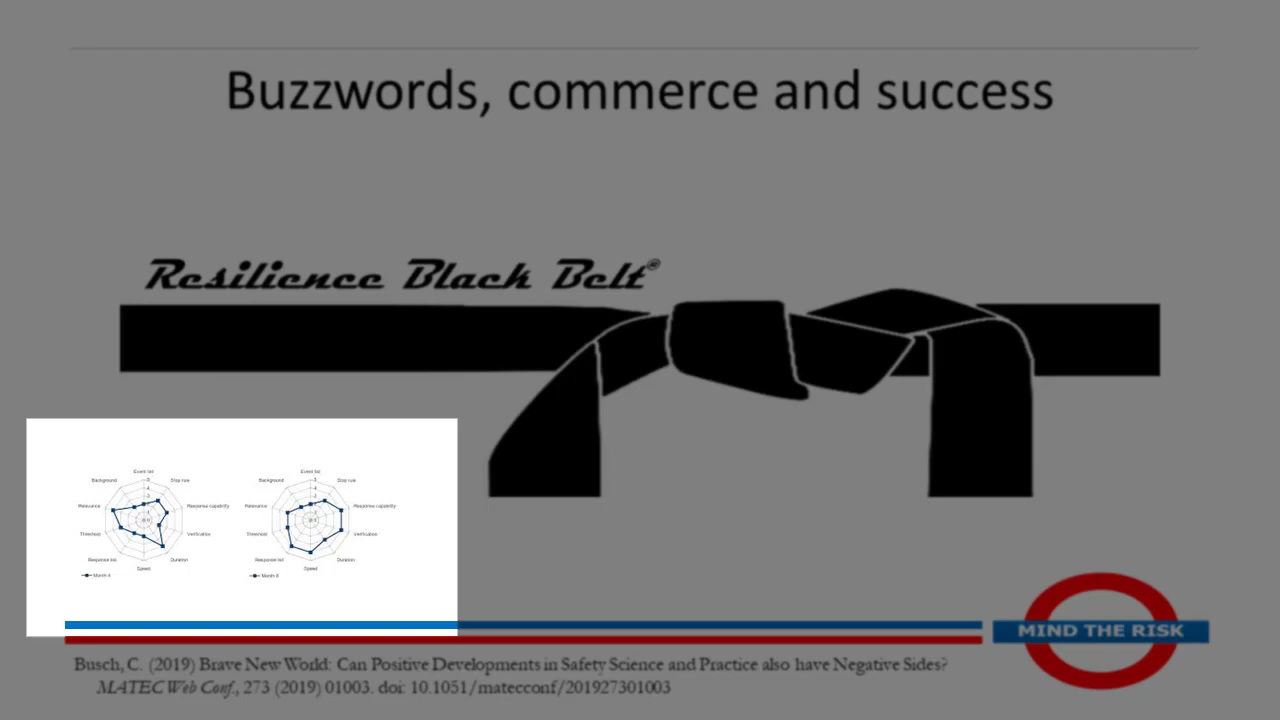 Buzzwords, commerce and success
Resilience Black Belt®
Event list
Background
Stop rule
Relevance
Response capability
Threshold
Verification
Response list
Duration
Speed
Month A
Event list
Background
Stop rule
Relevance
Response capability
Threshold
Verification
Response list
Duration
Speed
Month B
MIND THE RISK
Busch, C. (2019) Brave New World: Can Positive Developments in Safety Science and Practice also have Negative Sides?
MATEC Web Conf., 273 (2019) 01003. doi: 10.1051/matecconf/201927301003